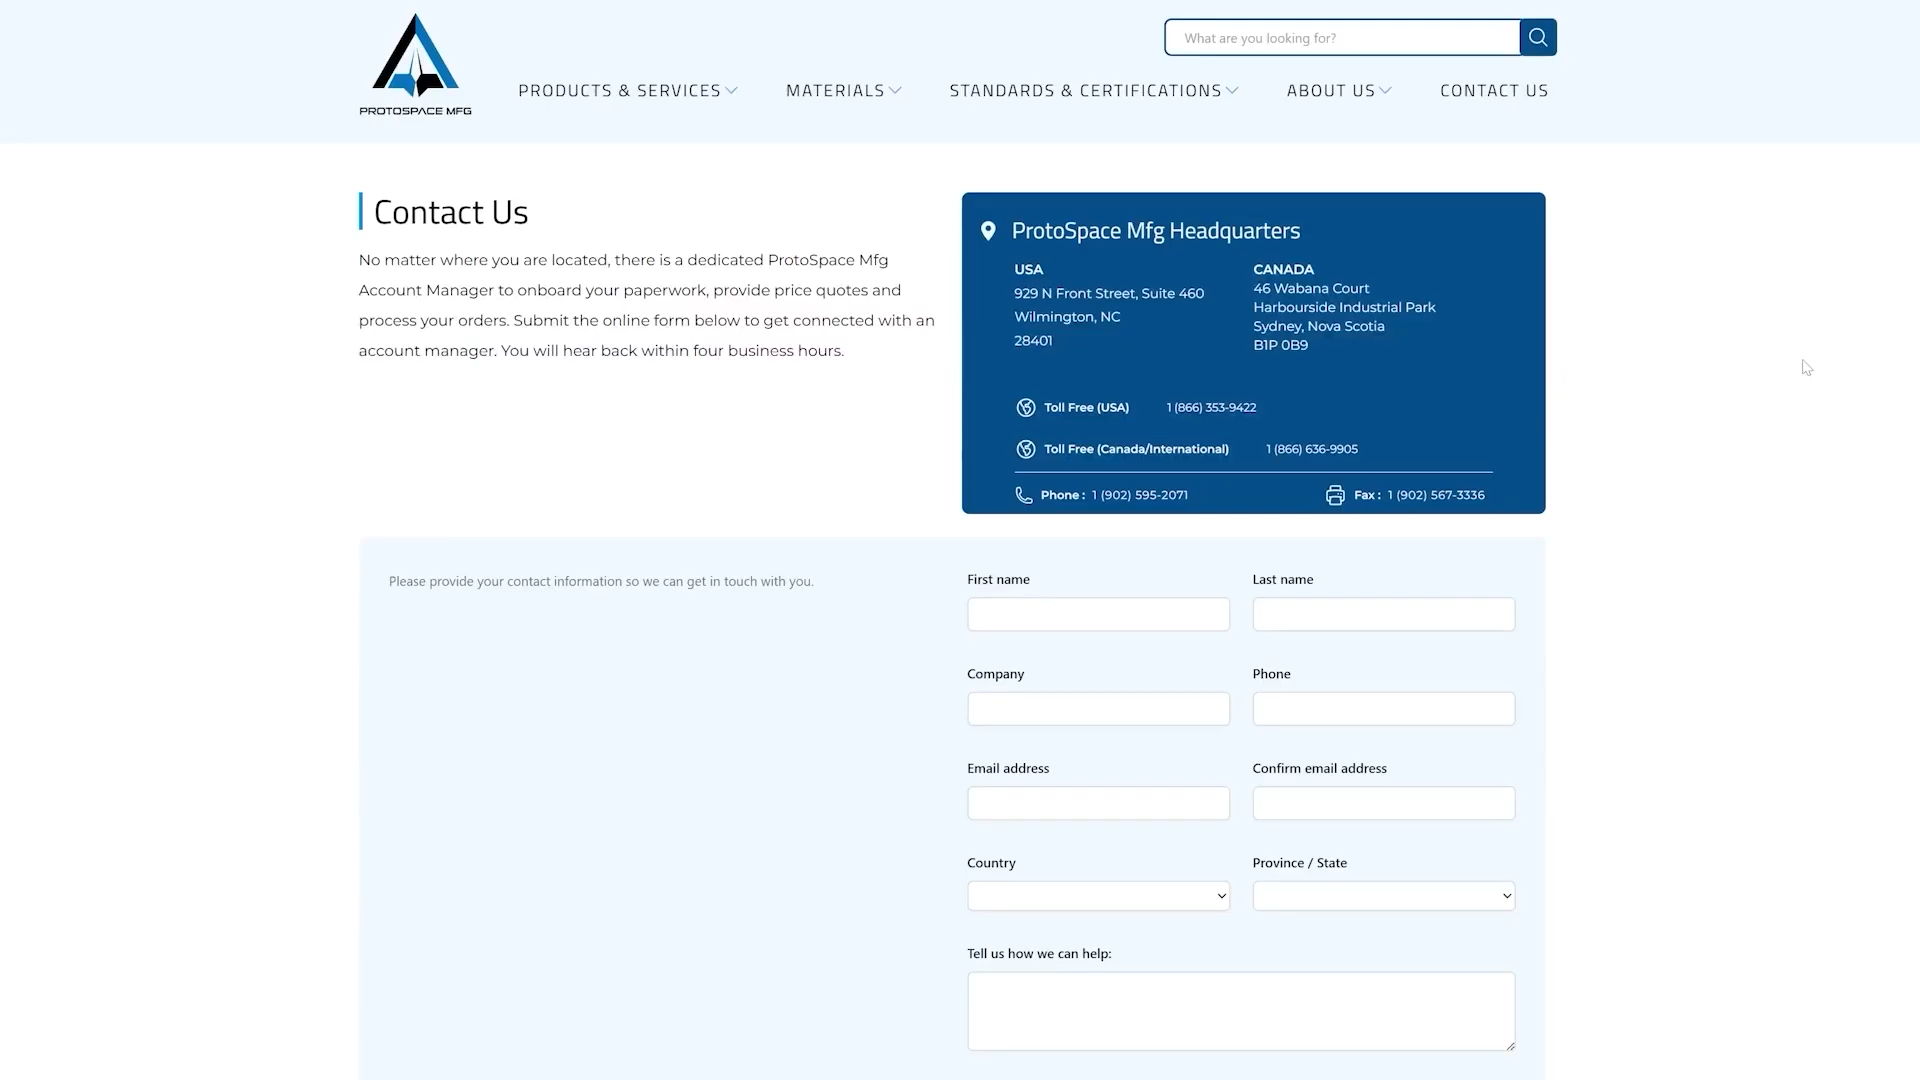 What are you looking for?
PROTOSPACE MFG
PRODUCTS & SERVICES
MATERIALS
STANDARDS & CERTIFICATIONS
ABOUT US
CONTACT US
Contact Us
No matter where you are located, there is a dedicated ProtoSpace Mfg
Account Manager to onboard your paperwork, provide price quotes and
process your orders. Submit the online form below to get connected with an
account manager. You will hear back within four business hours.
ProtoSpace Mfg Headquarters
USA
929 N Front Street, Suite 460
Wilmington, NC
28401
CANADA
46 Wabana Court
Harbourside Industrial Park
Sydney, Nova Scotia
B1P 0B9
Toll Free (USA) 1 (866) 353-9422
Toll Free (Canada/International) 1 (866) 636-9905
Phone : 1 (902) 595-2071
Fax : 1 (902) 567-3336
Please provide your contact information so we can get in touch with you.
First name
Last name
Company
Phone
Email address
Confirm email address
Country
Province / State
Tell us how we can help: